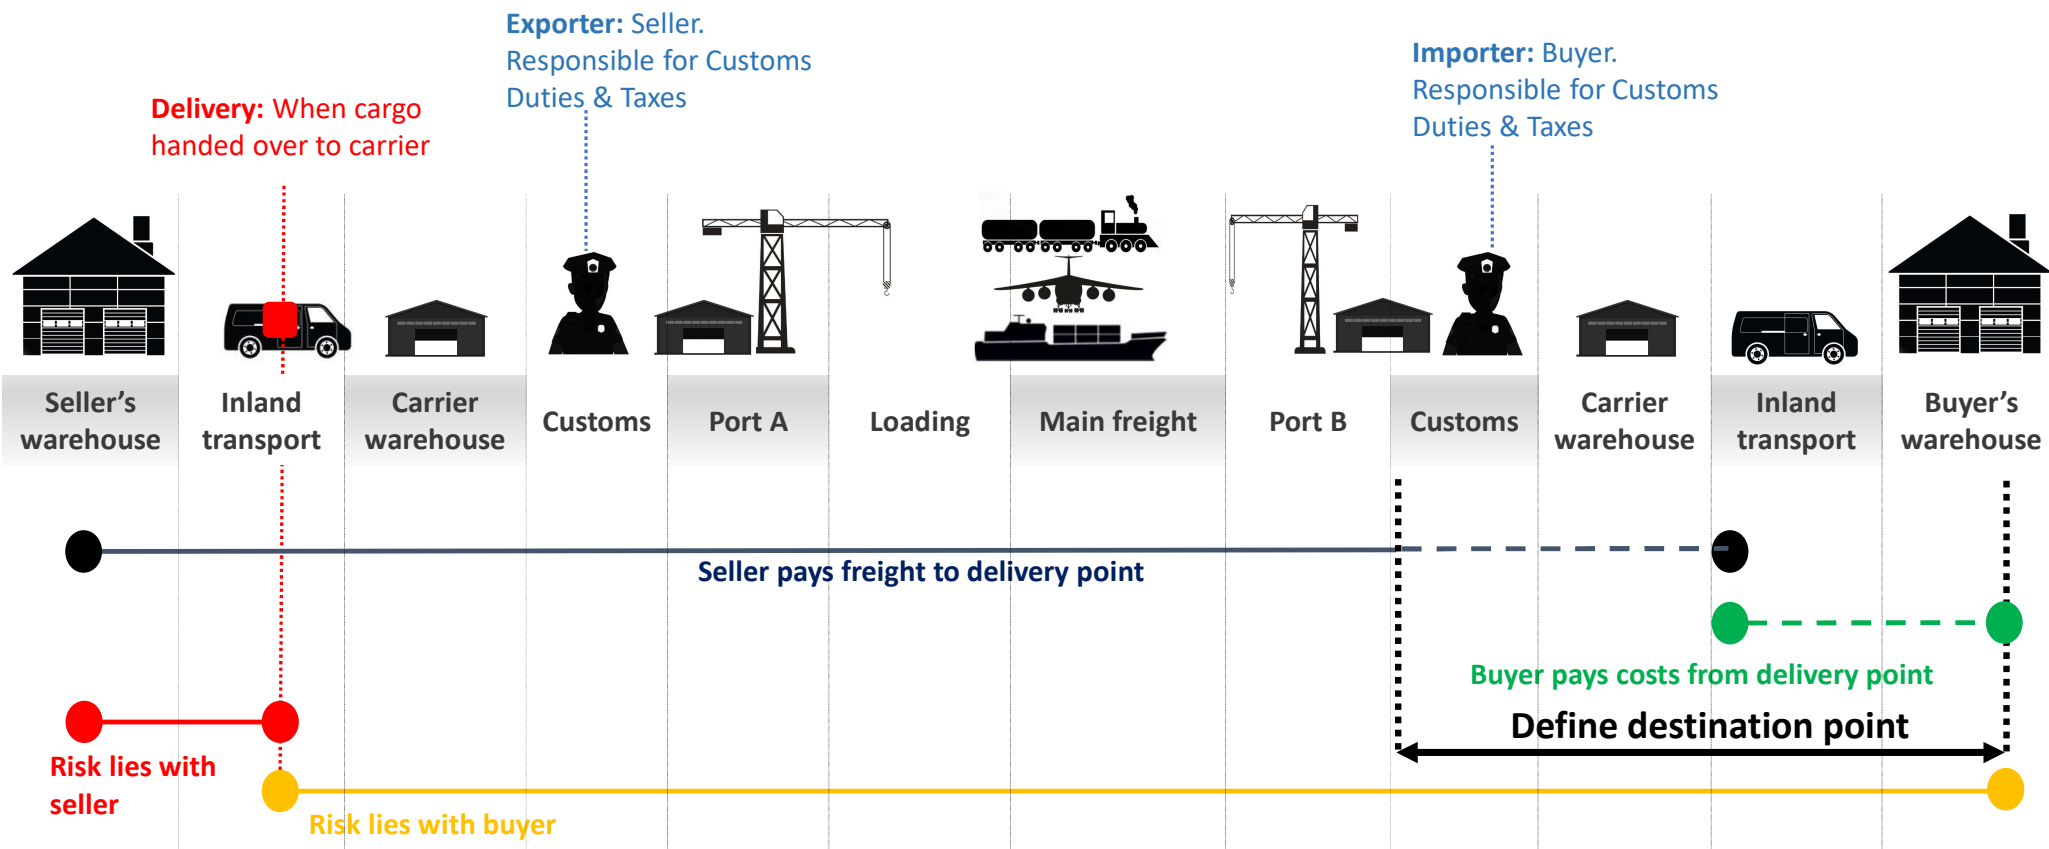 Exporter: Seller.
Responsible for Customs
Duties & Taxes
Importer: Buyer.
Responsible for Customs
Duties & Taxes
Delivery: When cargo
handed over to carrier
Seller’s
warehouse
Inland
transport
Carrier
warehouse
Customs
Port A
Loading
Main freight
Port B
Customs
Carrier
warehouse
Inland
transport
Buyer’s
warehouse
Seller pays freight to delivery point
Buyer pays costs from delivery point
Define destination point
Risk lies with
seller
Risk lies with buyer